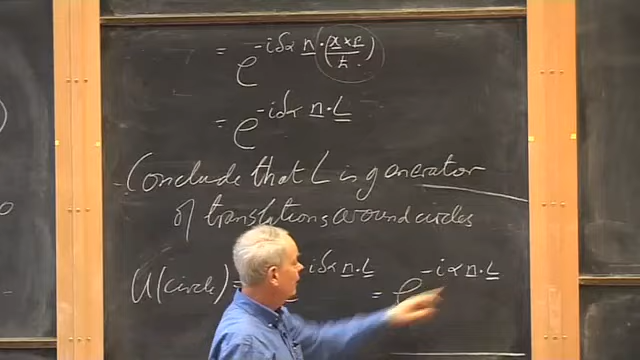 = e^{-iδα n·(x×p/ħ)}
= e^{-iδα n·L}
Conclude that L is generator
of translations around circles
U(circle) = iδα n·L = e^{-iα n·L}